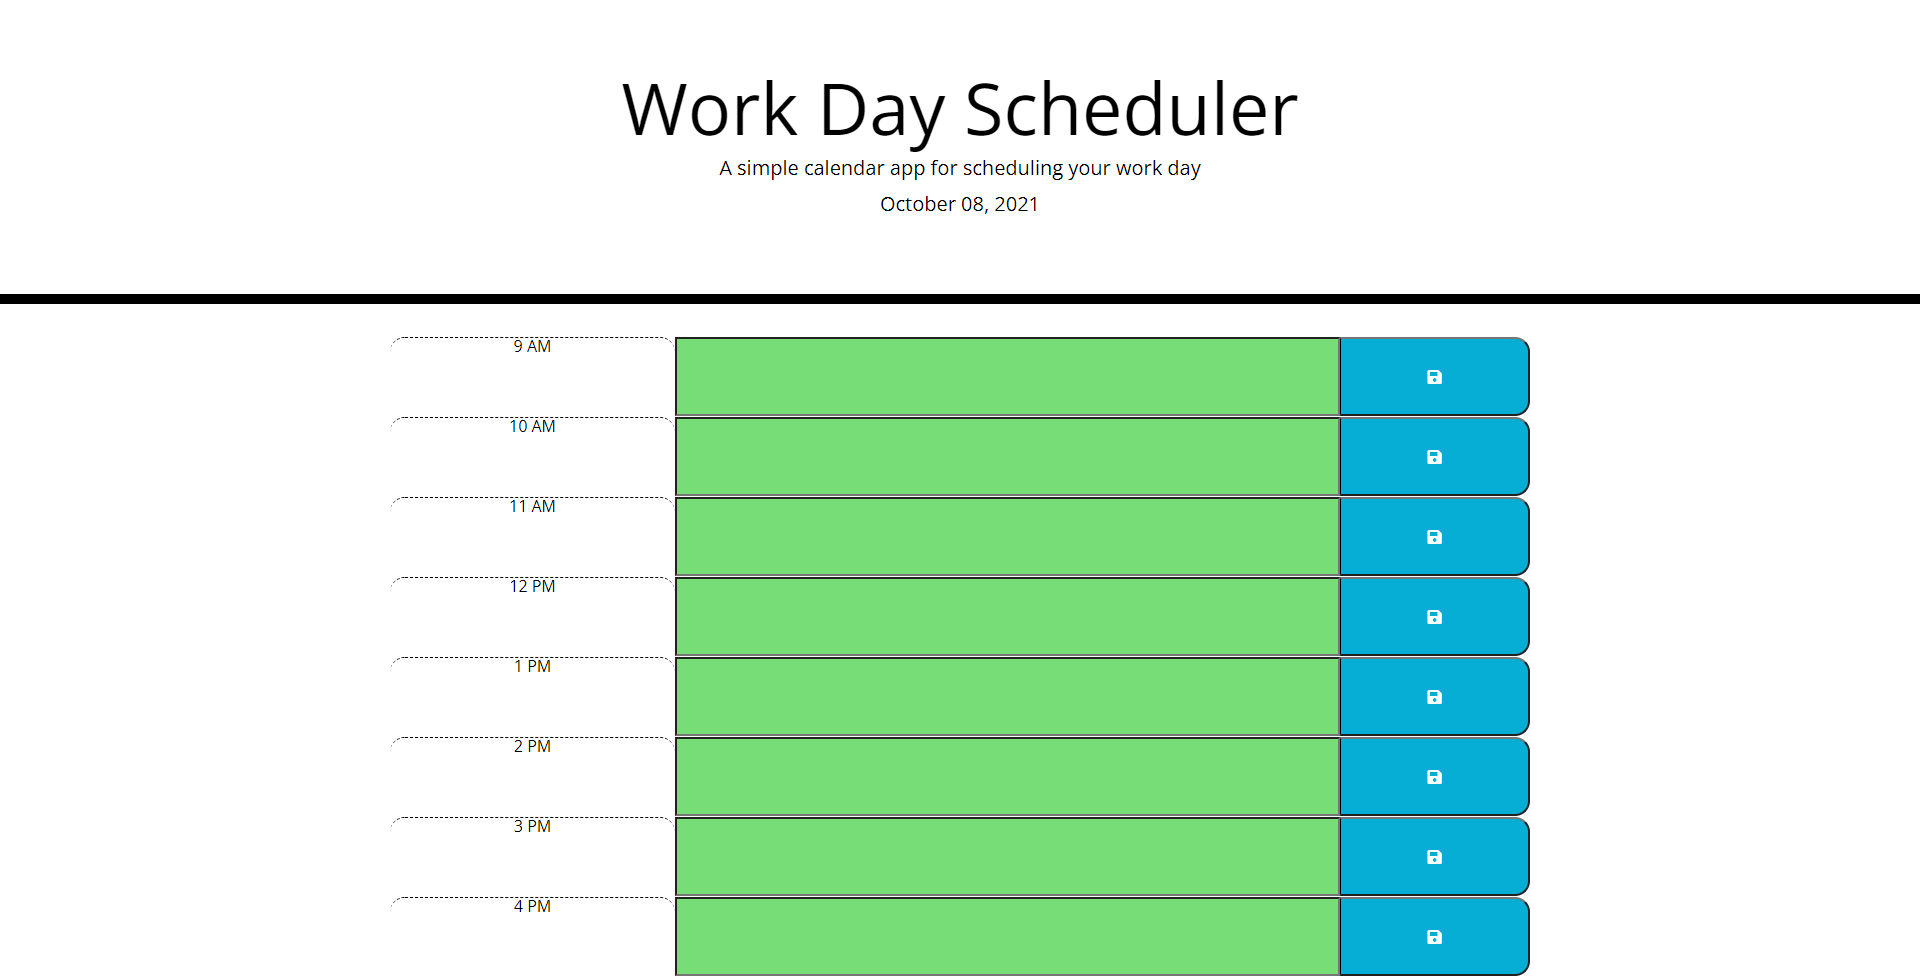 Work Day Scheduler
A simple calendar app for scheduling your work day
October 08, 2021
9 AM
10 AM
11 AM
12 PM
1 PM
2 PM
3 PM
4 PM